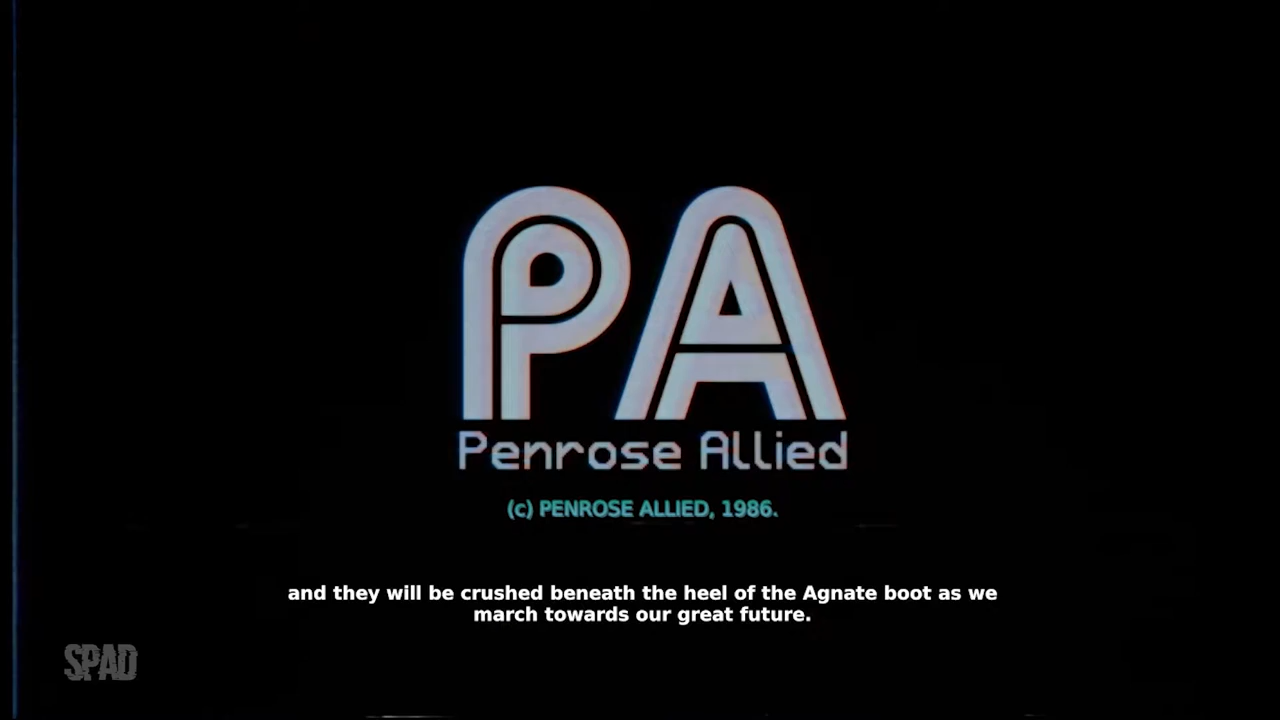 PA
Penrose Allied
(c) PENROSE ALLIED, 1986.
and they will be crushed beneath the heel of the Agnate boot as we
march towards our great future.
SPAD